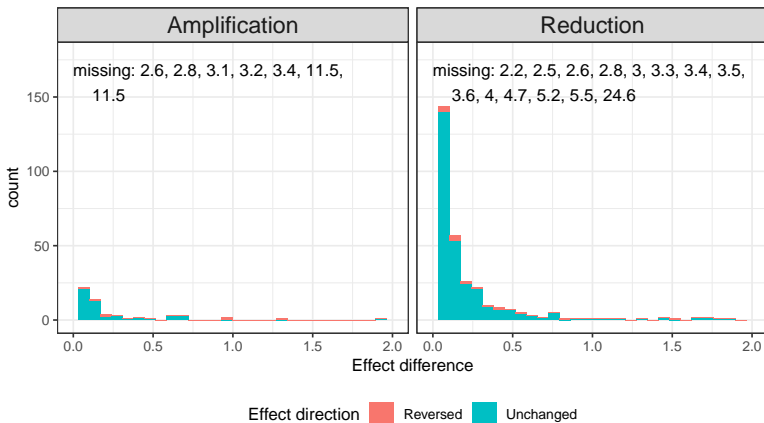 Amplification
Reduction
missing: 2.6, 2.8, 3.1, 3.2, 3.4, 11.5,
11.5
missing: 2.2, 2.5, 2.6, 2.8, 3, 3.3, 3.4, 3.5,
3.6, 4, 4.7, 5.2, 5.5, 24.6
count
150
100
50
0
0.0 0.5 1.0 1.5 2.0
0.0 0.5 1.0 1.5 2.0
Effect difference
Effect direction Reversed Unchanged